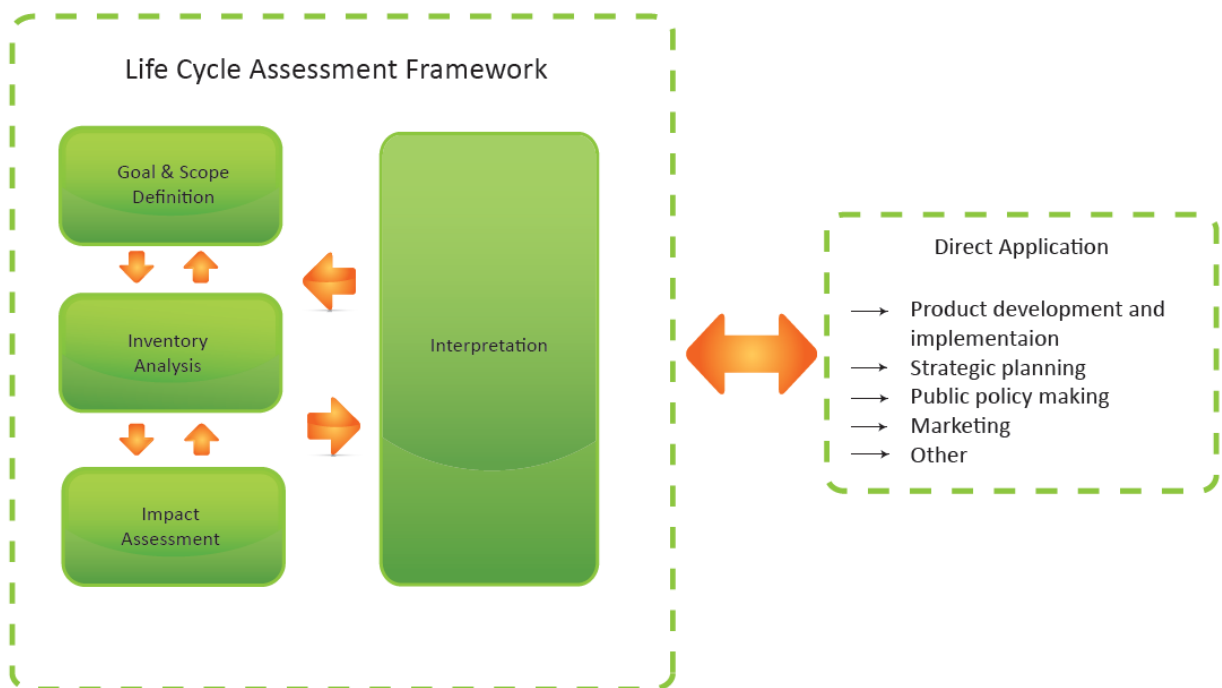 Life Cycle Assessment Framework
Goal & Scope
Definition
Inventory
Analysis
Impact
Assessment
Interpretation
Direct Application
Product development and
implementaion
Strategic planning
Public policy making
Marketing
Other